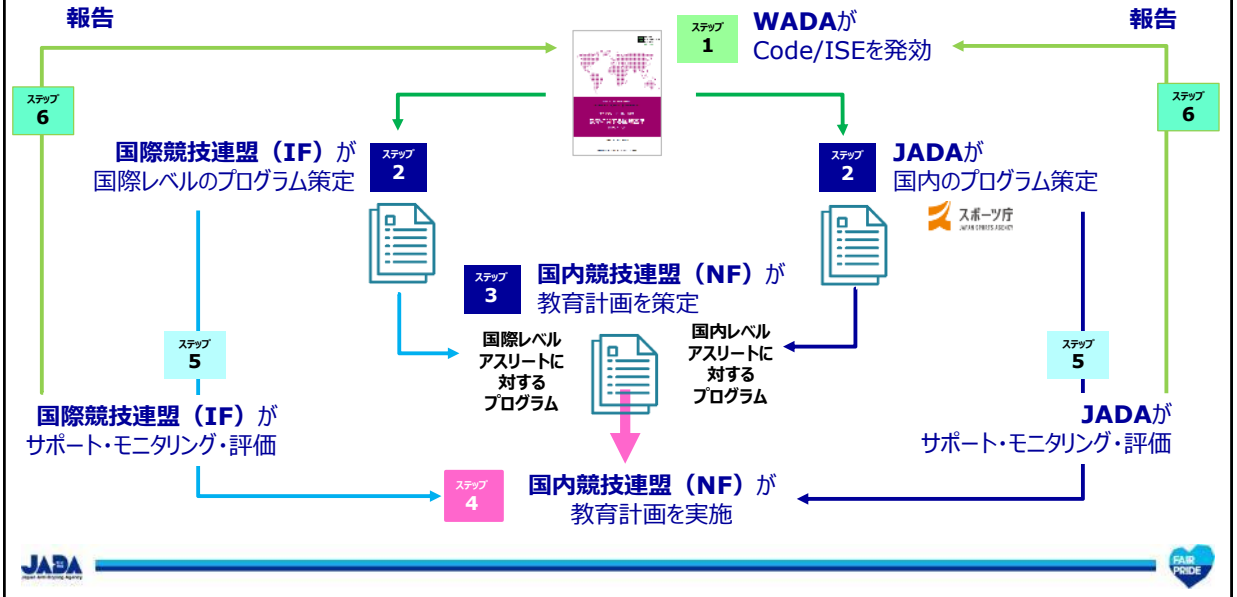 報告
報告
ステップ
1
WADAが
Code/ISEを発効
ステップ
6
ステップ
6
国際競技連盟（IF）が
国際レベルのプログラム策定
ステップ
2
ステップ
2
JADAが
国内のプログラム策定
スポーツ庁
JAPAN SPORTS AGENCY
ステップ
3
国内競技連盟（NF）が
教育計画を策定
国際レベル
アスリートに
対する
プログラム
国内レベル
アスリートに
対する
プログラム
ステップ
5
ステップ
5
国際競技連盟（IF）が
サポート・モニタリング・評価
JADAが
サポート・モニタリング・評価
ステップ
4
国内競技連盟（NF）が
教育計画を実施
JADA
Japan Anti-Doping Agency
FAIR
PRIDE